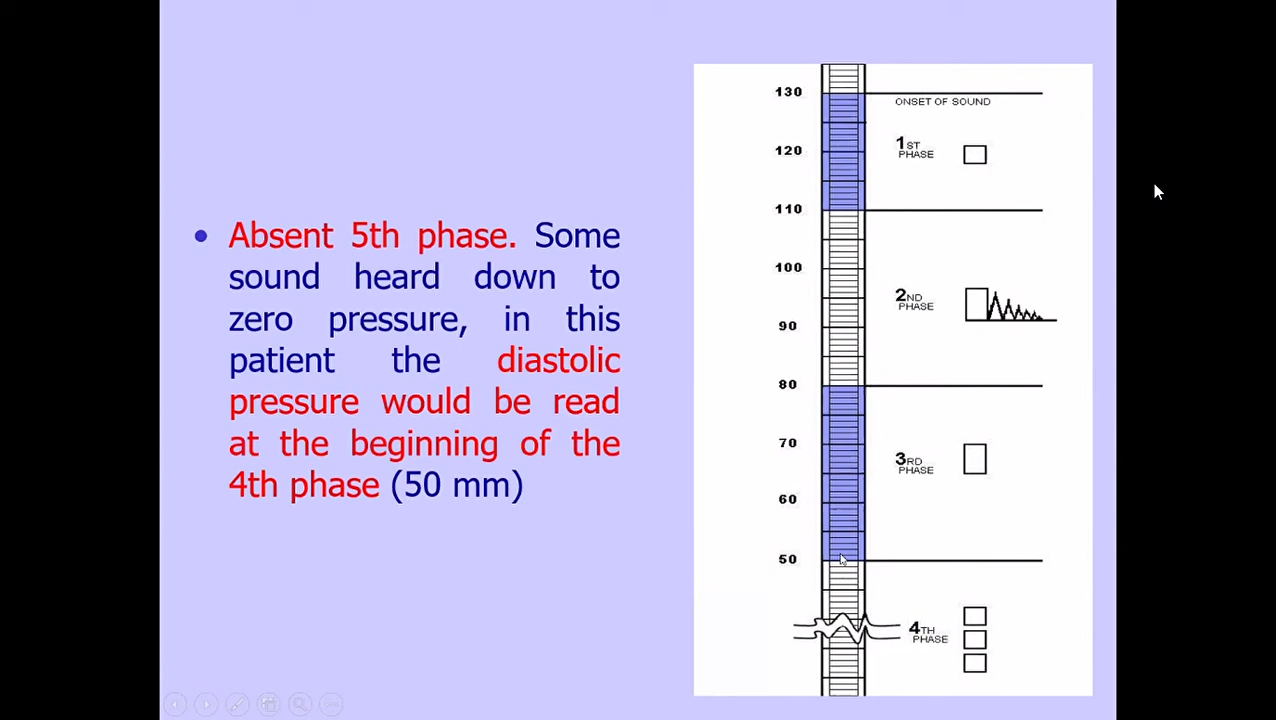 Absent 5th phase. Some
sound heard down to
zero pressure, in this
patient the diastolic
pressure would be read
at the beginning of the
4th phase (50 mm)
130
ONSET OF SOUND
1ST
PHASE
120
110
100
2ND
PHASE
90
80
70
3RD
PHASE
60
50
4TH
PHASE